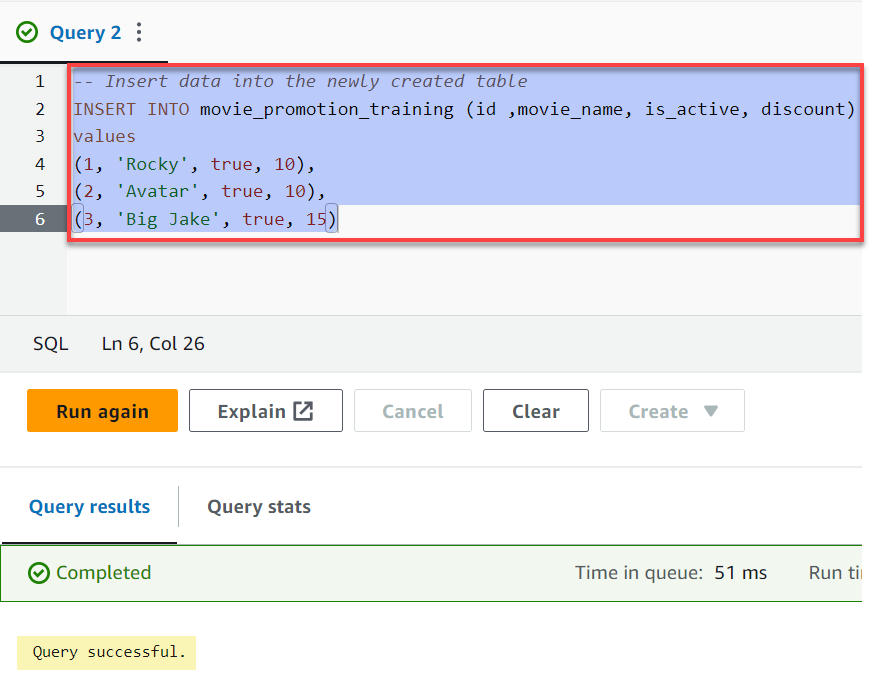 Query 2
1 -- Insert data into the newly created table
2 INSERT INTO movie_promotion_training (id ,movie_name, is_active, discount)
3 values
4 (1, 'Rocky', true, 10),
5 (2, 'Avatar', true, 10),
6 (3, 'Big Jake', true, 15)
SQL Ln 6, Col 26
Run again Explain Cancel Clear Create
Query results Query stats
Completed Time in queue: 51 ms Run
Query successful.